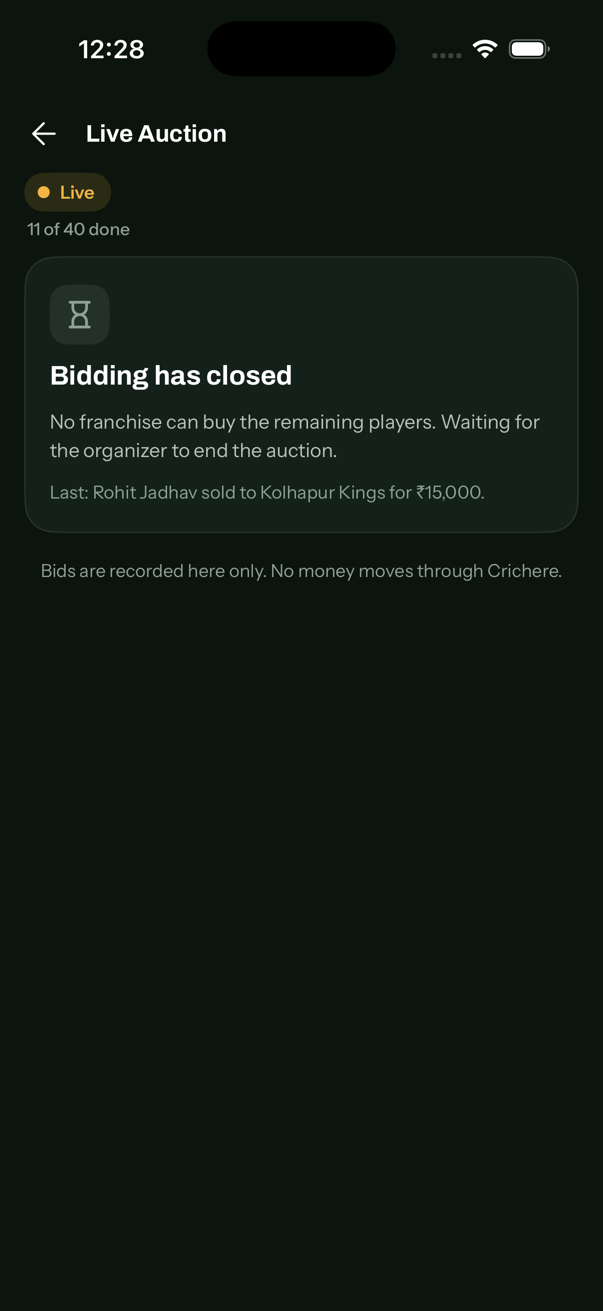 12:28
Live Auction
Live
11 of 40 done
Bidding has closed
No franchise can buy the remaining players. Waiting for
the organizer to end the auction.
Last: Rohit Jadhav sold to Kolhapur Kings for ₹15,000.
Bids are recorded here only. No money moves through Crichere.